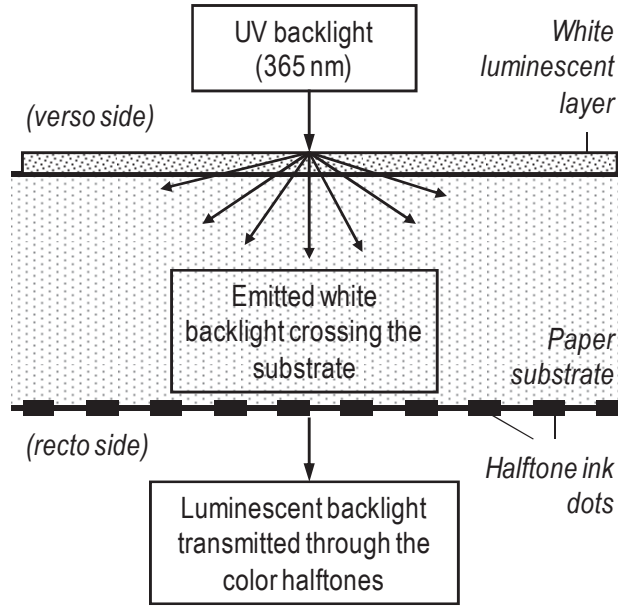 UV backlight
(365 nm)
White
luminescent
layer
(verso side)
Emitted white
backlight crossing the
substrate
Paper
substrate
(recto side)
Halftone ink
dots
Luminescent backlight
transmitted through the
color halftones